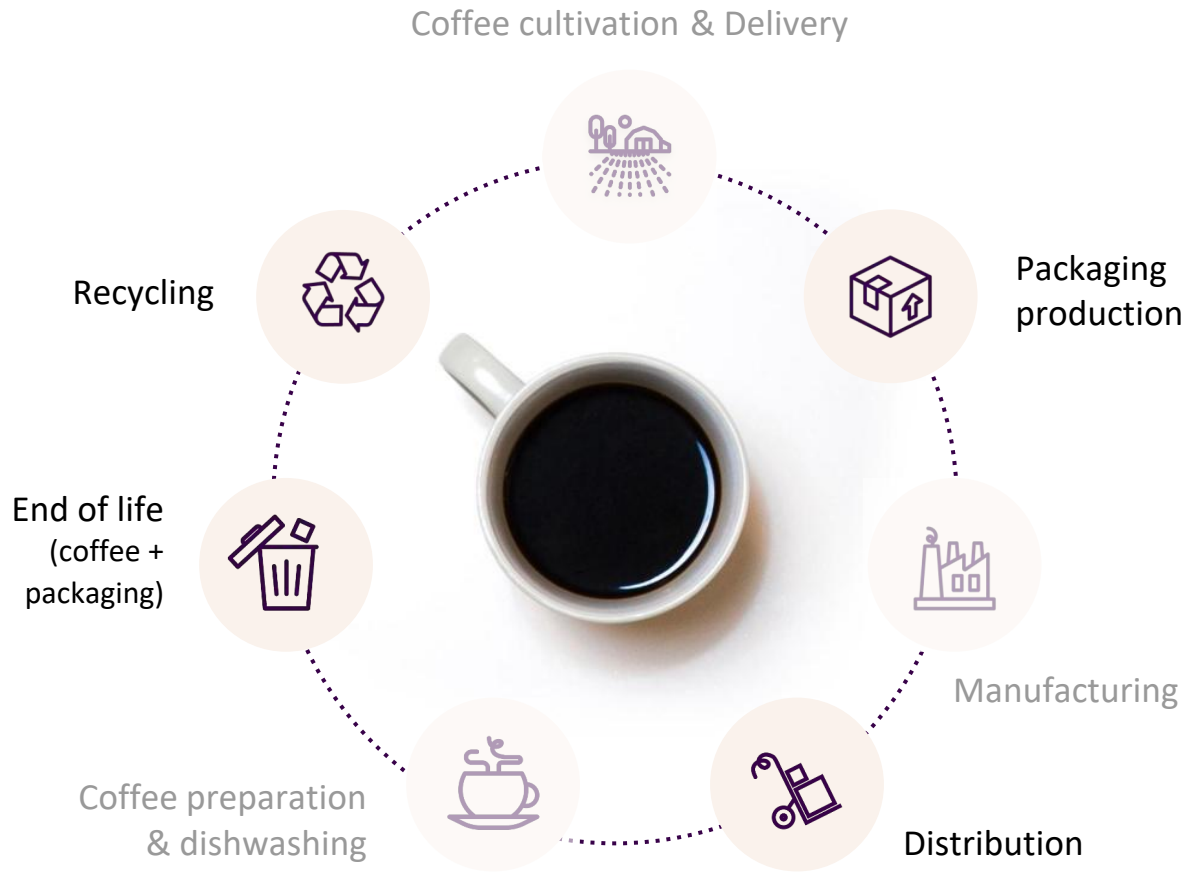 Coffee cultivation & Delivery
Packaging
production
Manufacturing
Distribution
Coffee preparation
& dishwashing
End of life
(coffee +
packaging)
Recycling